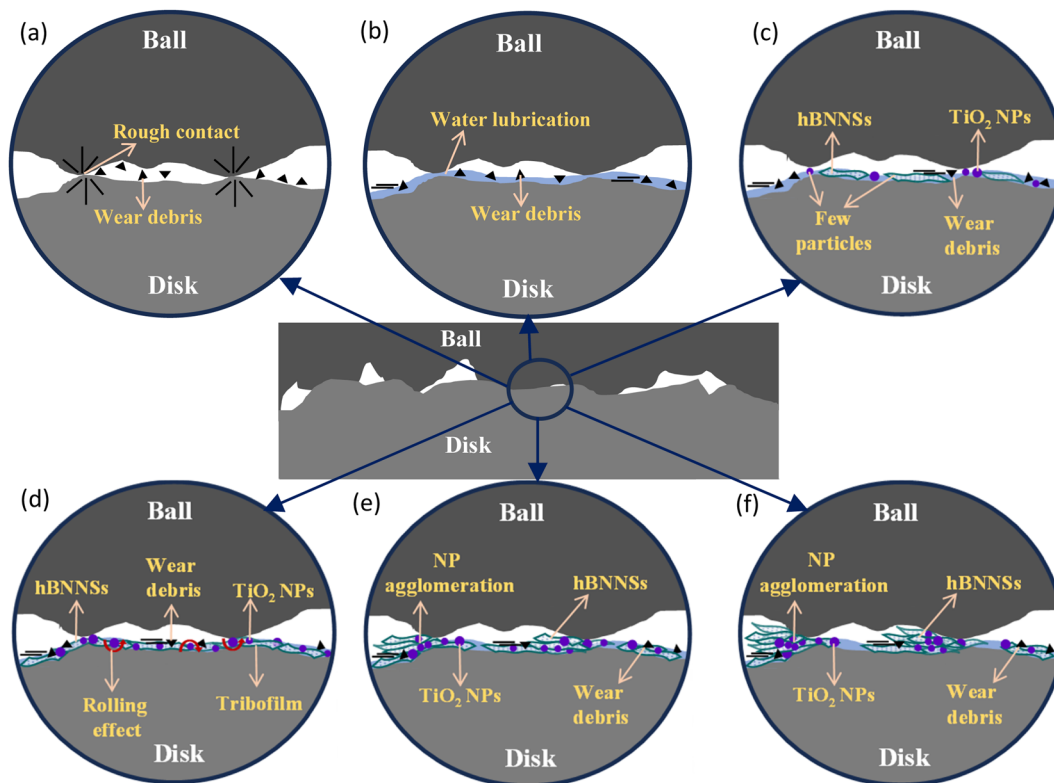 (a)
Ball
Rough contact
Wear debris
Disk
(b)
Ball
Water lubrication
Wear debris
Disk
(c)
Ball
hBNNSs
TiO₂ NPs
Few
particles
Wear
debris
Disk
Ball
Disk
(d)
Ball
hBNNSs
Wear
debris
TiO₂ NPs
Rolling
effect
Tribofilm
Disk
(e)
Ball
NP
agglomeration
hBNNSs
TiO₂ NPs
Wear
debris
Disk
(f)
Ball
NP
agglomeration
hBNNSs
TiO₂ NPs
Wear
debris
Disk